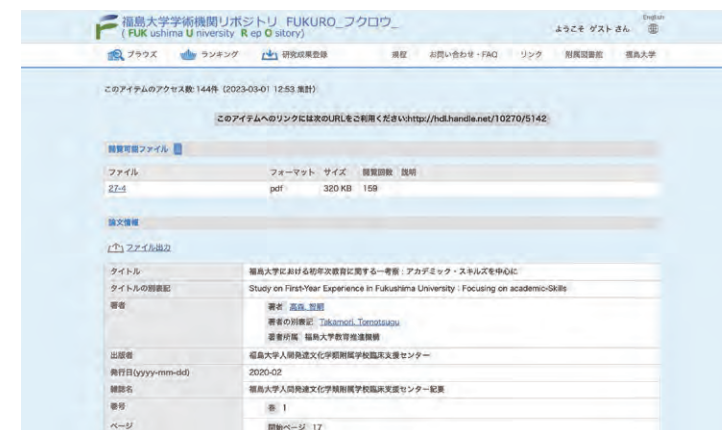 福島大学学術機関リポジトリ FUKURO_フクロウ_
( FUK ushima U niversity R ep O sitory)
English
ようこそ ゲスト さん
ブラウズ ランキング 研究成果登録 規程 お問い合わせ・FAQ リンク 附属図書館 福島大学
このアイテムのアクセス数: 144件 (2023-03-01 12:53 集計)
このアイテムへのリンクには次のURLをご利用ください:http://hdl.handle.net/10270/5142
閲覧可能ファイル
ファイル フォーマット サイズ 閲覧回数 説明
27-4 pdf 320 KB 159
論文情報
ファイル出力
タイトル 福島大学における初年次教育に関する一考察 : アカデミック・スキルズを中心に
タイトルの別表記 Study on First-Year Experience in Fukushima University : Focusing on academic-Skills
著者 著者 高森, 智嗣
著者の別表記 Takamori, Tomotsugu
著者所属 福島大学教育推進機構
出版者 福島大学人間発達文化学類附属学校臨床支援センター
発行日(yyyy-mm-dd) 2020-02
雑誌名 福島大学人間発達文化学類附属学校臨床支援センター紀要
巻号 巻 1
ページ 開始ページ 17